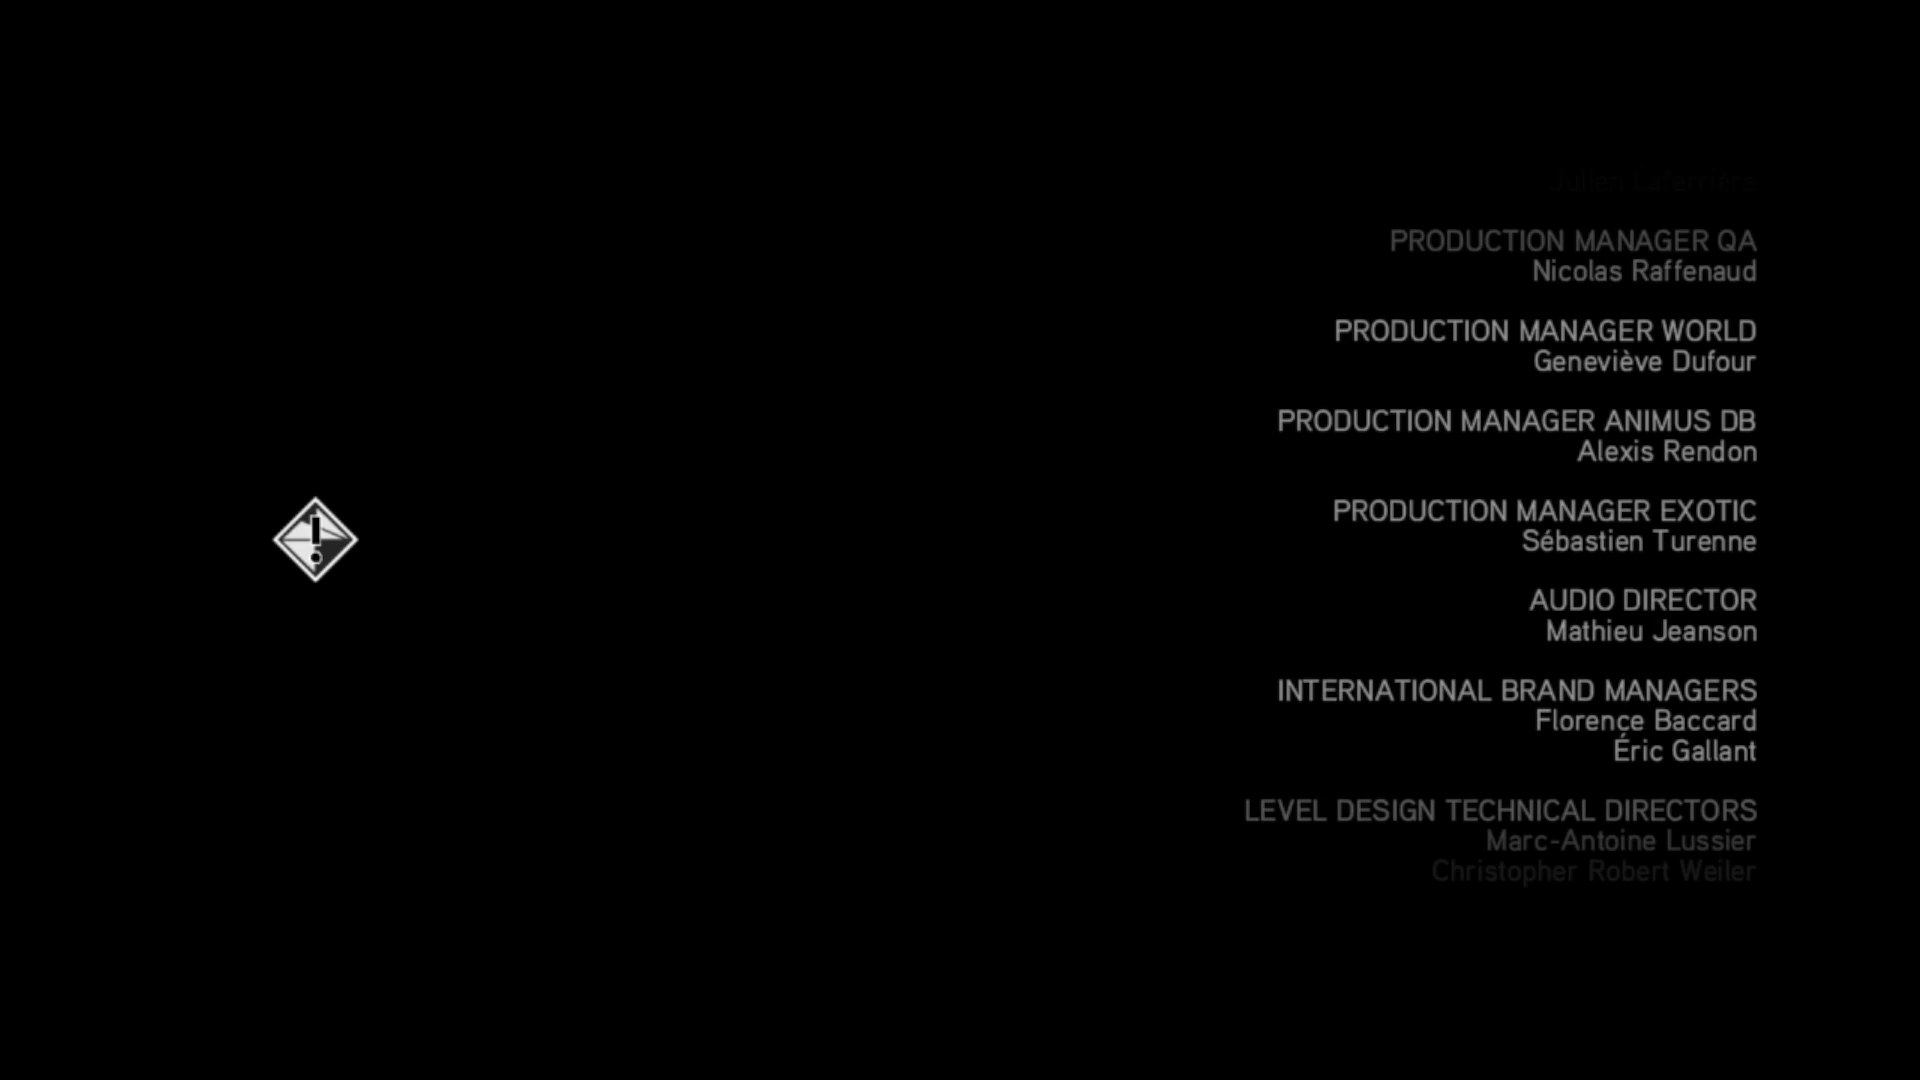 Julien Laferrière
PRODUCTION MANAGER QA
Nicolas Raffenaud
PRODUCTION MANAGER WORLD
Geneviève Dufour
PRODUCTION MANAGER ANIMUS DB
Alexis Rendon
PRODUCTION MANAGER EXOTIC
Sébastien Turenne
AUDIO DIRECTOR
Mathieu Jeanson
INTERNATIONAL BRAND MANAGERS
Florence Baccard
Éric Gallant
LEVEL DESIGN TECHNICAL DIRECTORS
Marc-Antoine Lussier
Christopher Robert Weiler